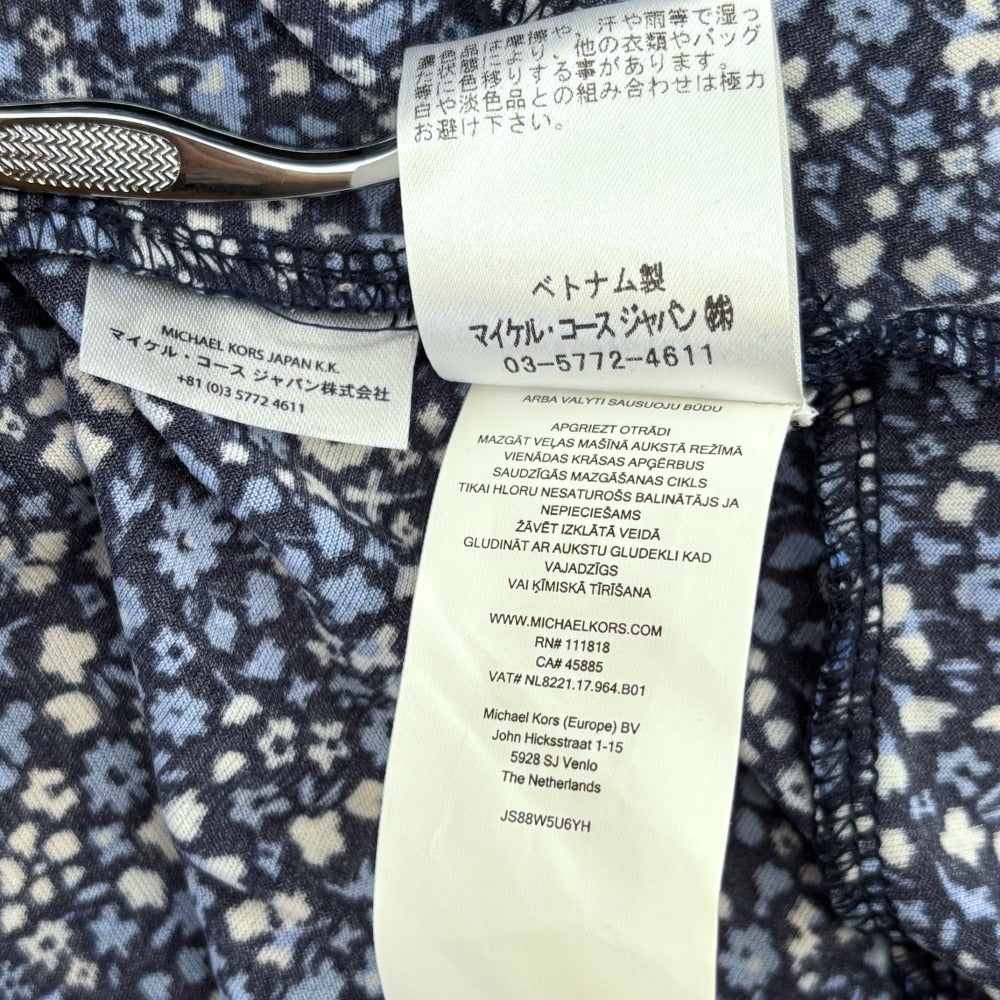 濃色品は摩擦や、汗や雨等で湿っ
た状態により、他の衣類やバッグ
等に色移りする事があります。
白や淡色品との組み合わせは極力
お避け下さい。
ベトナム製
マイケル・コース ジャパン ㈱
03-5772-4611
MICHAEL KORS JAPAN K.K.
マイケル・コース ジャパン株式会社
+81 (0)3 5772 4611
ARBA VALYTI SAUSUOJU BŪDU
APGRIEZT OTRĀDI
MAZGĀT VEĻAS MAŠĪNĀ AUKSTĀ REŽĪMĀ
VIENĀDAS KRĀSAS APĢĒRBUS
SAUDZĪGĀS MAZGĀŠANAS CIKLS
TIKAI HLORU NESATUROŠS BALINĀTĀJS JA
NEPIECIEŠAMS
ŽĀVĒT IZKLĀTĀ VEIDĀ
GLUDINĀT AR AUKSTU GLUDEKLI KAD
VAJADZĪGS
VAI ĶĪMISKĀ TĪRĪŠANA
WWW.MICHAELKORS.COM
RN# 111818
CA# 45885
VAT# NL8221.17.964.B01
Michael Kors (Europe) BV
John Hicksstraat 1-15
5928 SJ Venlo
The Netherlands
JS88W5U6YH